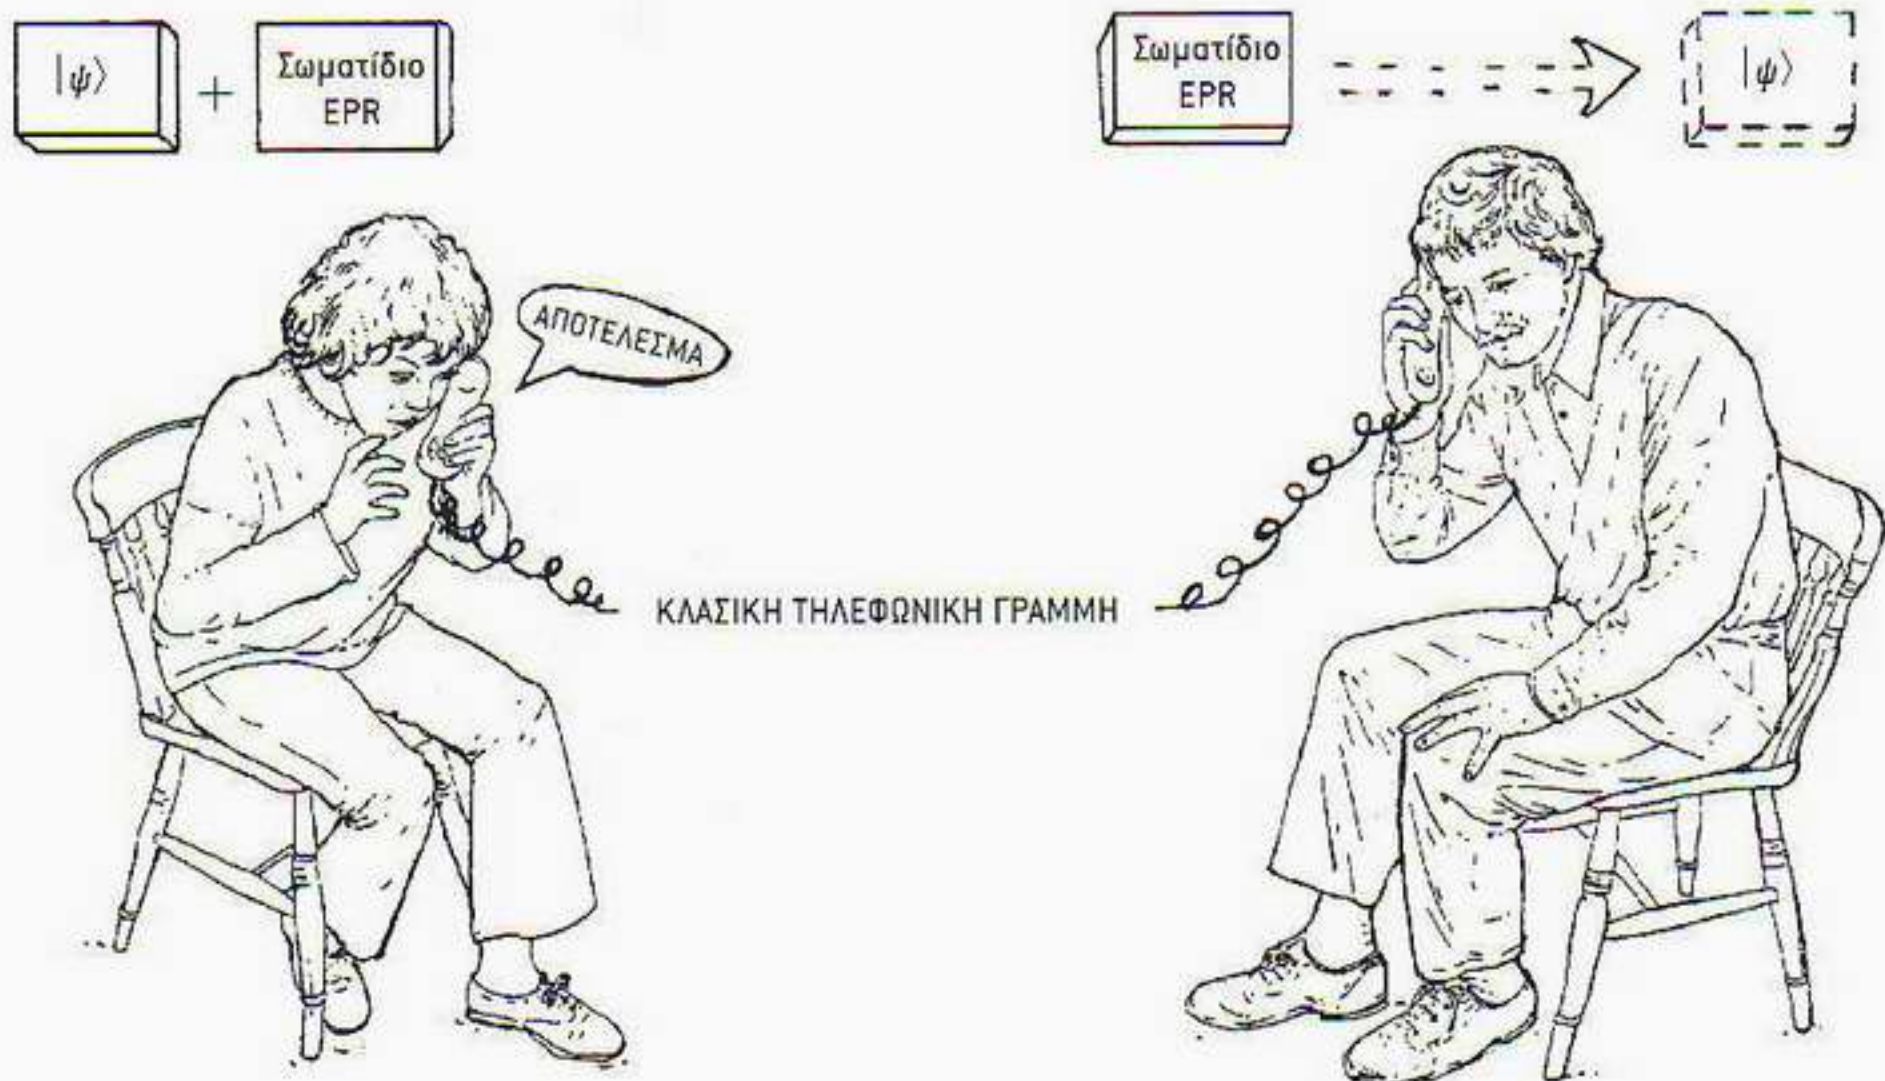 |ψ⟩
+
Σωματίδιο
EPR
Σωματίδιο
EPR
|ψ⟩
ΑΠΟΤΕΛΕΣΜΑ
ΚΛΑΣΙΚΗ ΤΗΛΕΦΩΝΙΚΗ ΓΡΑΜΜΗ